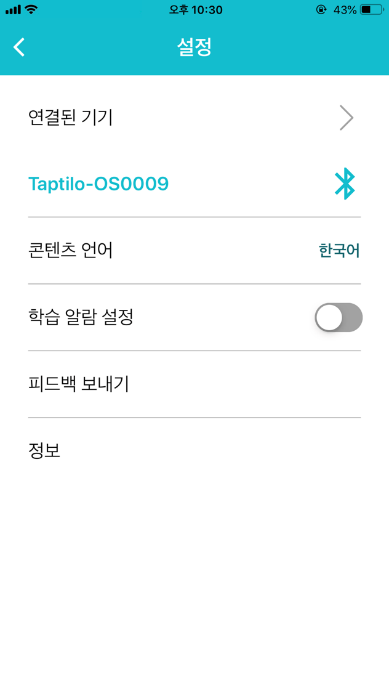 오후 10:30
43%
설정
연결된 기기
Taptilo-OS0009
콘텐츠 언어 한국어
학습 알람 설정
피드백 보내기
정보